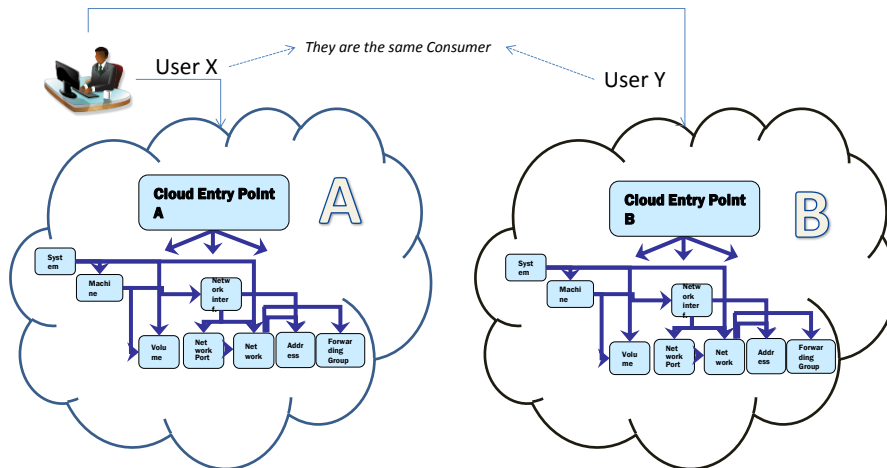 They are the same Consumer
User X
User Y
Cloud Entry Point
A
A
Syst
em
Machi
ne
Netw
ork
interf.
Volu
me
Net
work
Port
Net
work
Addr
ess
Forwar
ding
Group
Cloud Entry Point
B
B
Syst
em
Machi
ne
Netw
ork
interf.
Volu
me
Net
work
Port
Net
work
Addr
ess
Forwar
ding
Group